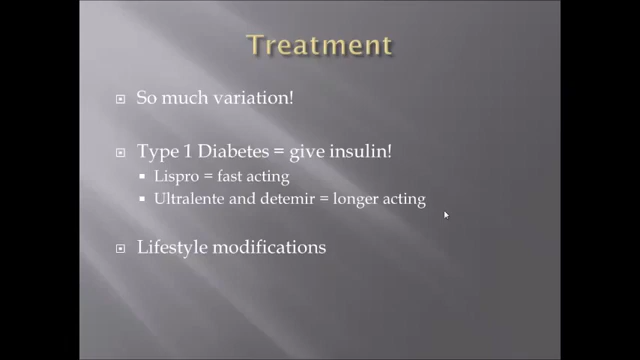 Treatment
So much variation!
Type 1 Diabetes = give insulin!
Lispro = fast acting
Ultralente and detemir = longer acting
Lifestyle modifications